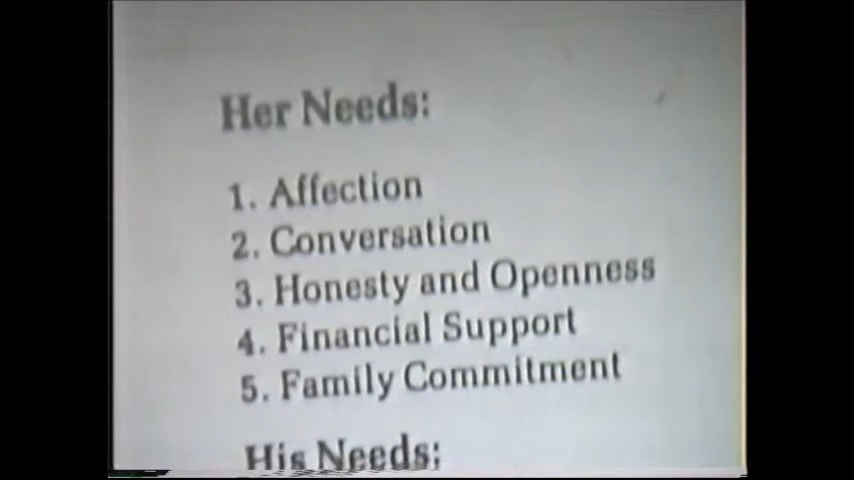 Her Needs:
1. Affection
2. Conversation
3. Honesty and Openness
4. Financial Support
5. Family Commitment
His Needs: